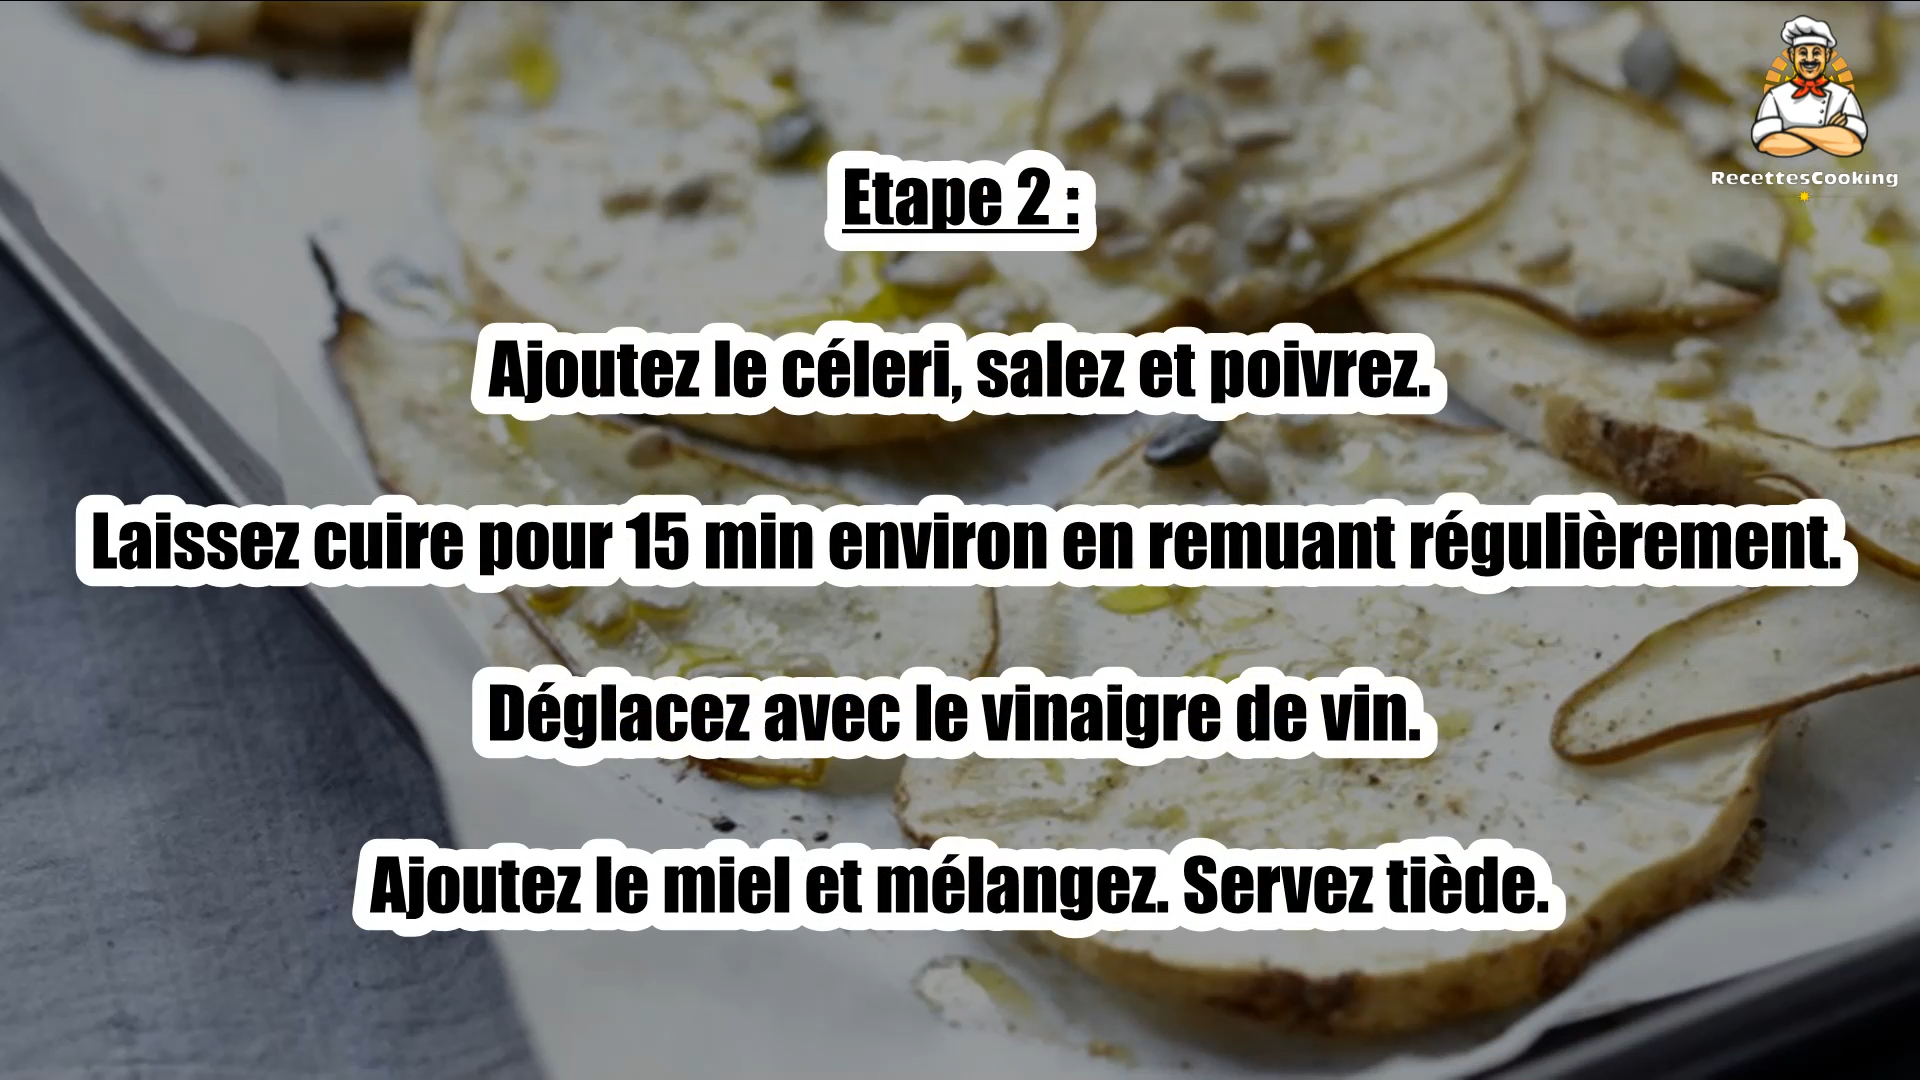 RecettesCooking
Etape 2 :
Ajoutez le céleri, salez et poivrez.
Laissez cuire pour 15 min environ en remuant régulièrement.
Déglacez avec le vinaigre de vin.
Ajoutez le miel et mélangez. Servez tiède.